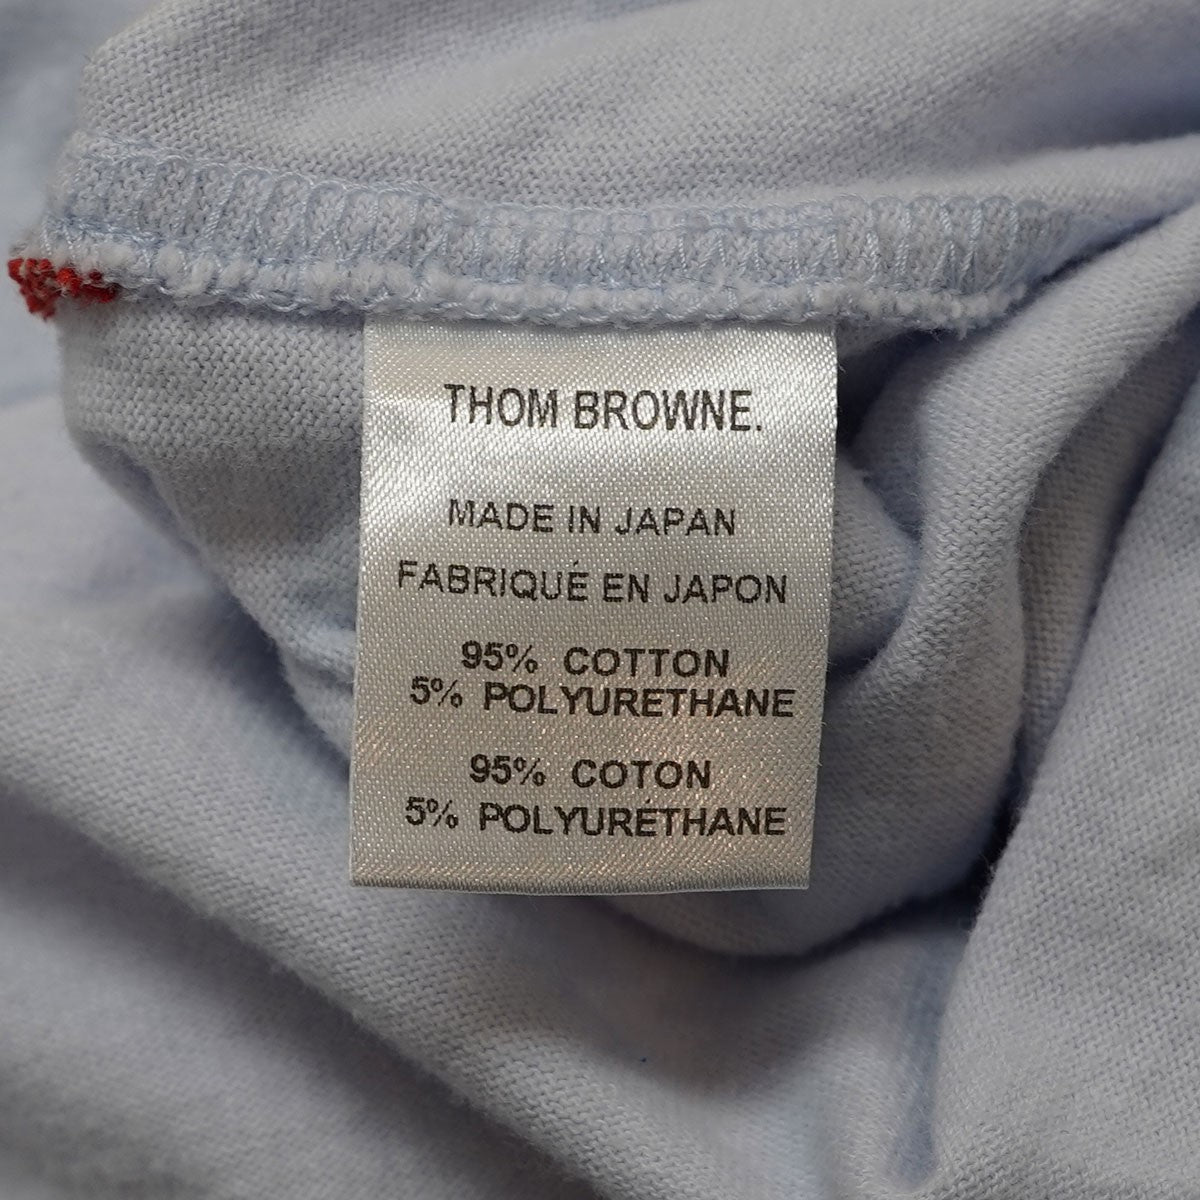 THOM BROWNE.
MADE IN JAPAN
FABRIQUÉ EN JAPON
95% COTTON
5% POLYURETHANE
95% COTON
5% POLYURÉTHANE